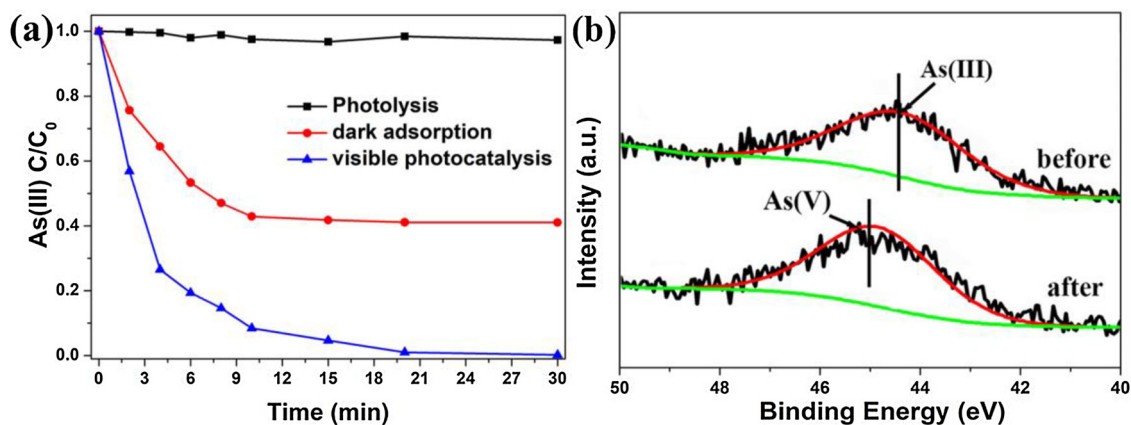 (a)
As(III) C/C0
1.0
0.8
0.6
0.4
0.2
0.0
Photolysis
dark adsorption
visible photocatalysis
0 3 6 9 12 15 18 21 24 27 30
Time (min)
(b)
Intensity (a.u.)
As(III)
before
As(V)
after
50 48 46 44 42 40
Binding Energy (eV)